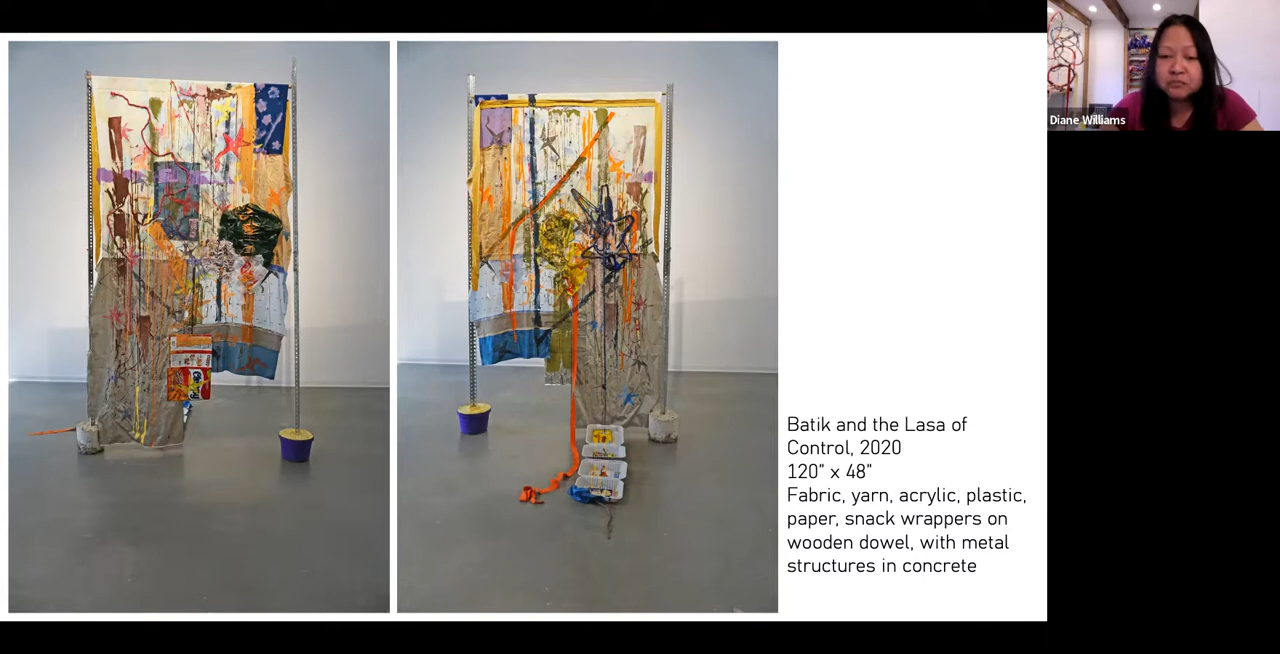 Diane Williams
Batik and the Lasa of
Control, 2020
120” x 48”
Fabric, yarn, acrylic, plastic,
paper, snack wrappers on
wooden dowel, with metal
structures in concrete